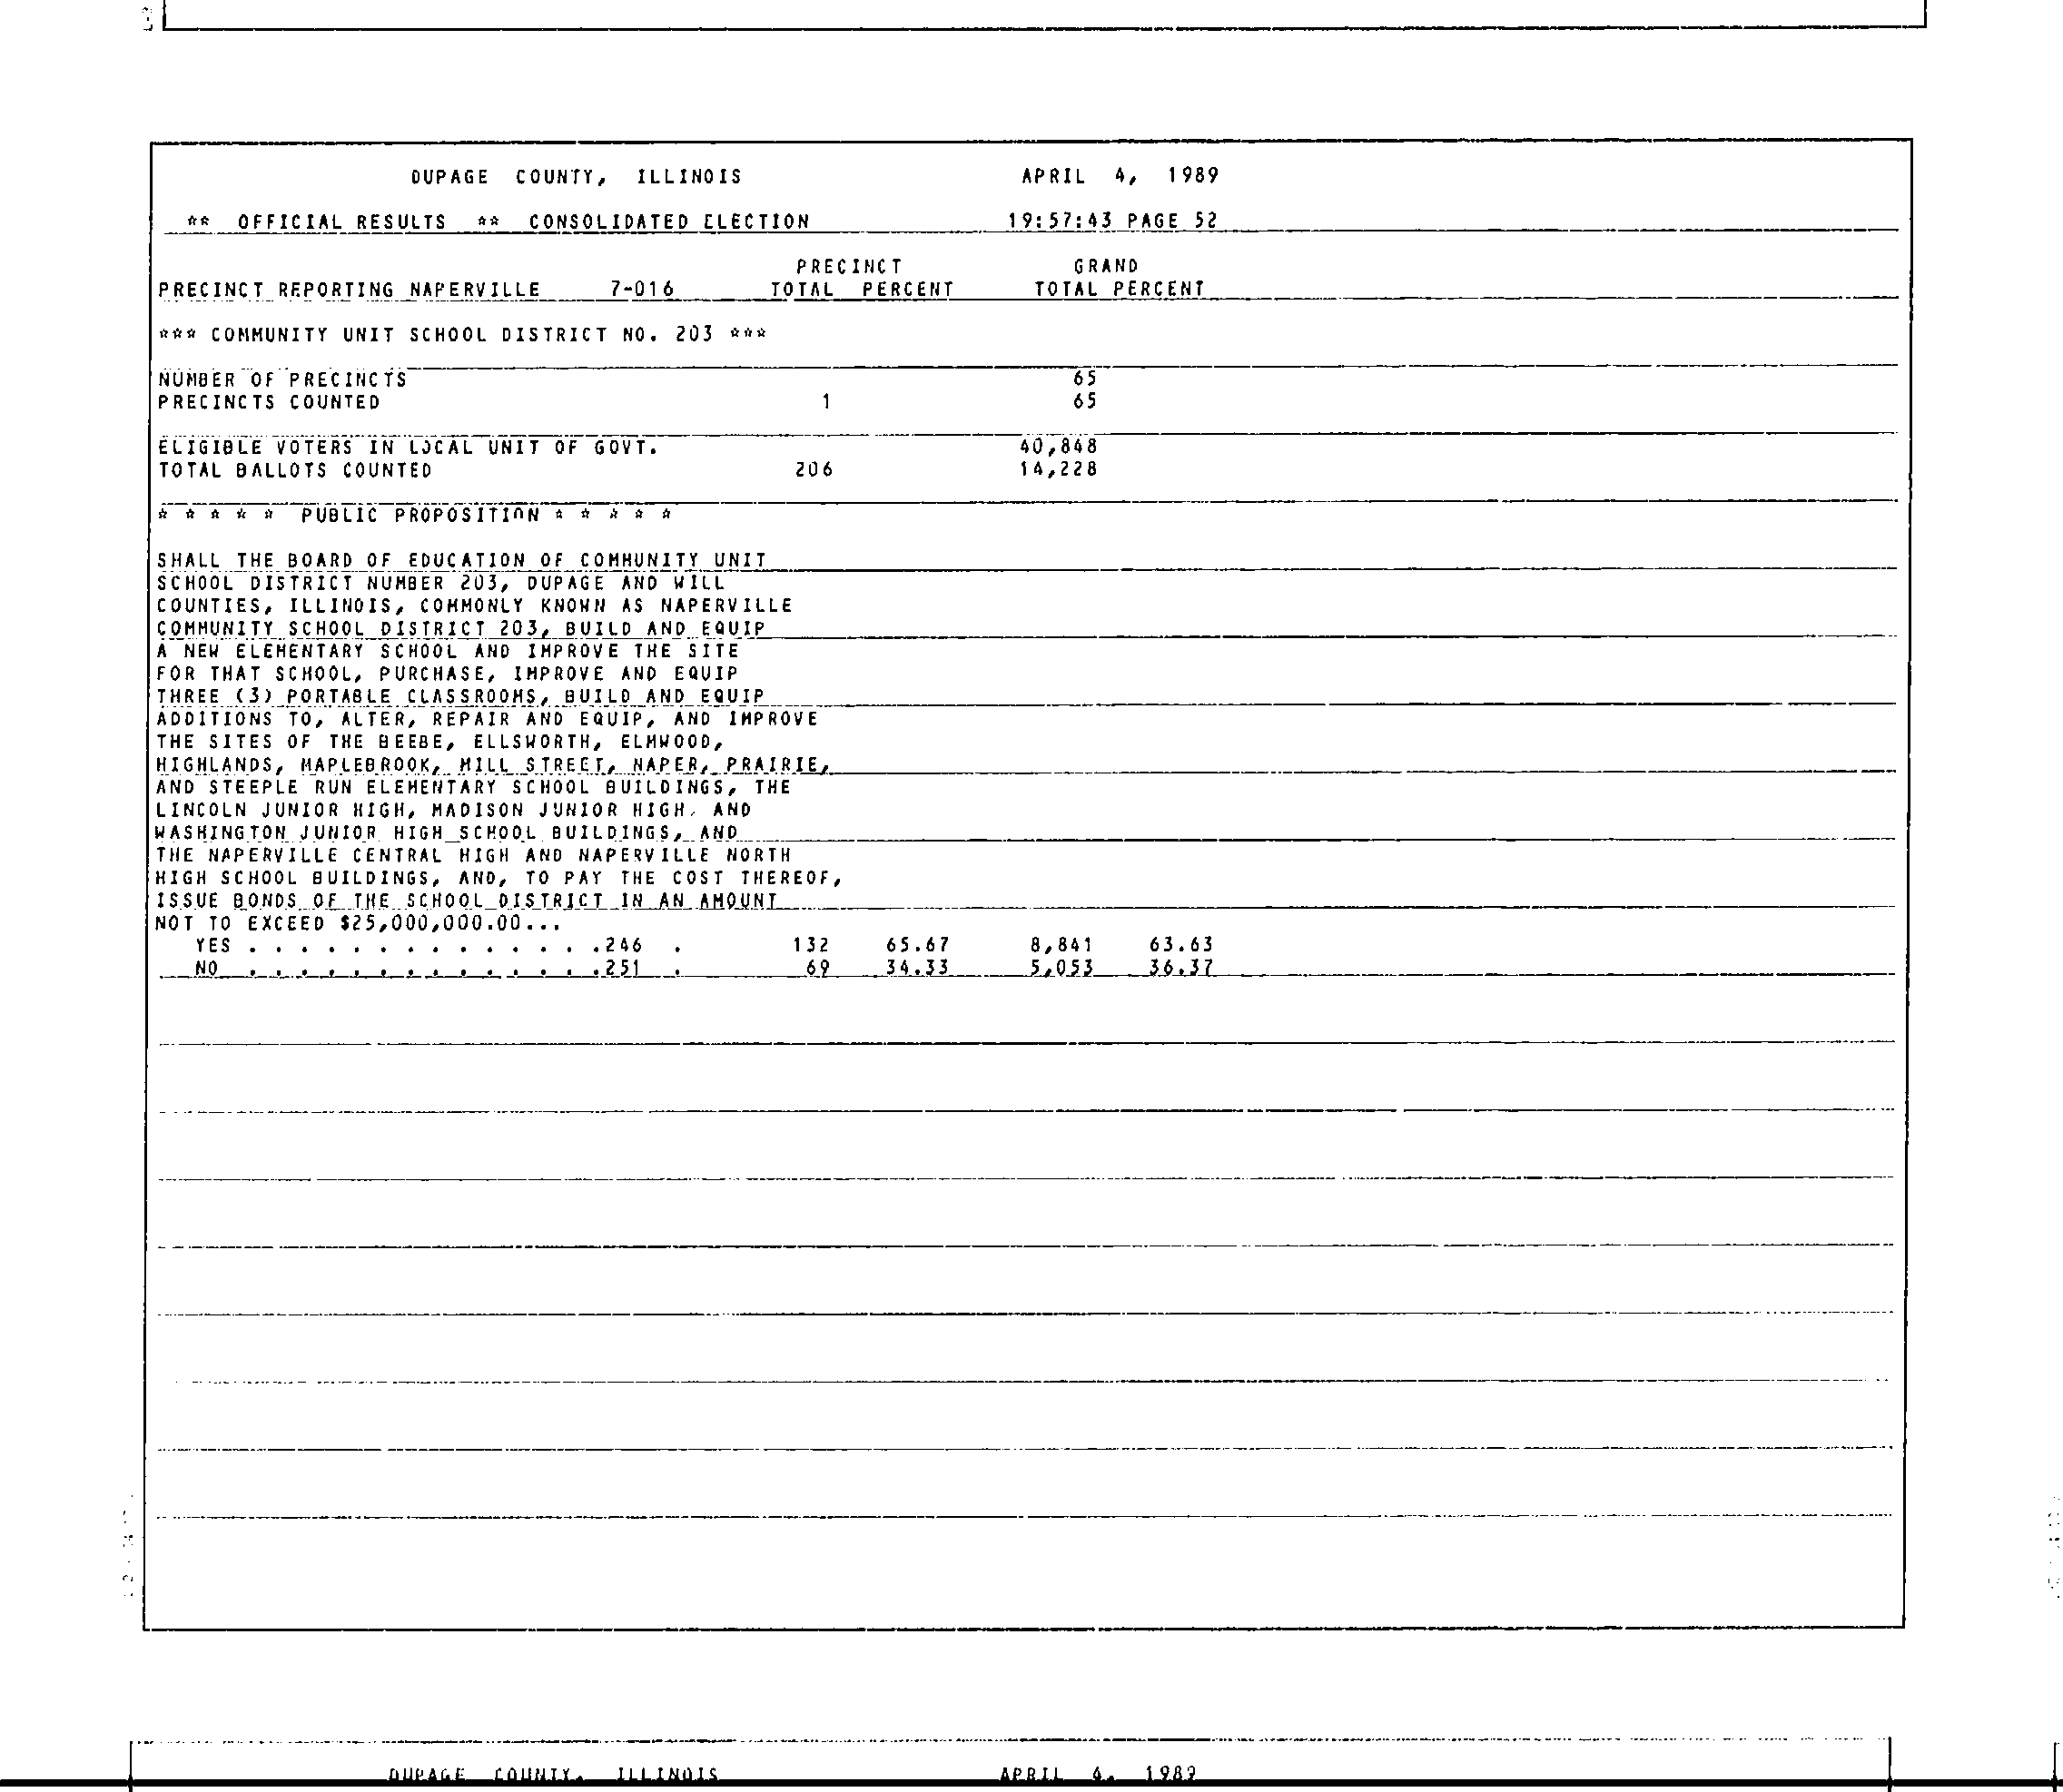 DUPAGE COUNTY, ILLINOIS APRIL 4, 1989
** OFFICIAL RESULTS ** CONSOLIDATED ELECTION 19:57:43 PAGE 52
PRECINCT GRAND
PRECINCT REPORTING NAPERVILLE 7-016 TOTAL PERCENT TOTAL PERCENT
*** COMMUNITY UNIT SCHOOL DISTRICT NO. 203 ***
NUMBER OF PRECINCTS 65
PRECINCTS COUNTED 1 65
ELIGIBLE VOTERS IN LOCAL UNIT OF GOVT. 40,848
TOTAL BALLOTS COUNTED 206 14,228
* * * * * PUBLIC PROPOSITION * * * * *
SHALL THE BOARD OF EDUCATION OF COMMUNITY UNIT
SCHOOL DISTRICT NUMBER 203, DUPAGE AND WILL
COUNTIES, ILLINOIS, COMMONLY KNOWN AS NAPERVILLE
COMMUNITY SCHOOL DISTRICT 203, BUILD AND EQUIP
A NEW ELEMENTARY SCHOOL AND IMPROVE THE SITE
FOR THAT SCHOOL, PURCHASE, IMPROVE AND EQUIP
THREE (3) PORTABLE CLASSROOMS, BUILD AND EQUIP
ADDITIONS TO, ALTER, REPAIR AND EQUIP, AND IMPROVE
THE SITES OF THE BEEBE, ELLSWORTH, ELMWOOD,
HIGHLANDS, MAPLEBROOK, MILL STREET, NAPER, PRAIRIE,
AND STEEPLE RUN ELEMENTARY SCHOOL BUILDINGS, THE
LINCOLN JUNIOR HIGH, MADISON JUNIOR HIGH, AND
WASHINGTON JUNIOR HIGH SCHOOL BUILDINGS, AND
THE NAPERVILLE CENTRAL HIGH AND NAPERVILLE NORTH
HIGH SCHOOL BUILDINGS, AND, TO PAY THE COST THEREOF,
ISSUE BONDS OF THE SCHOOL DISTRICT IN AN AMOUNT
NOT TO EXCEED $25,000,000.00...
YES . . . . . . . . . . . . . .246 . 132 65.67 8,841 63.63
NO . . . . . . . . . . . . . .251 . 69 34.33 5,053 36.37
DUPAGE COUNTY, ILLINOIS APRIL 4, 1989